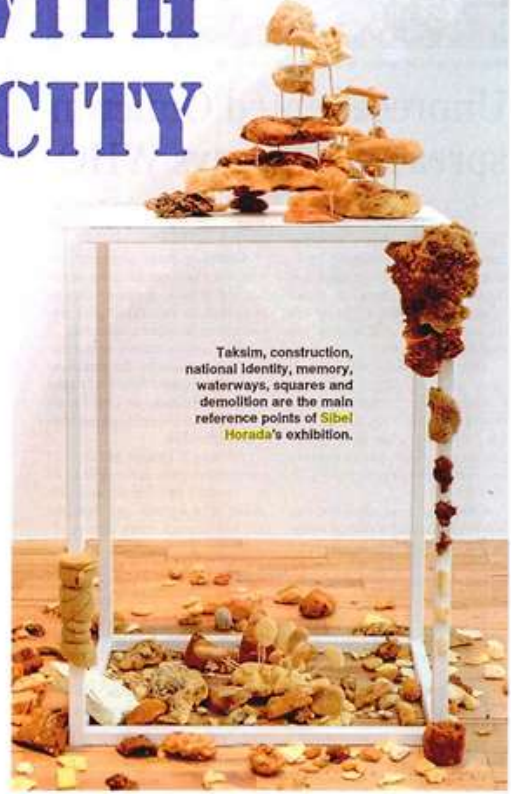 WITH
CITY
Taksim, construction,
national identity, memory,
waterways, squares and
demolition are the main
reference points of Sibel
Horada's exhibition.